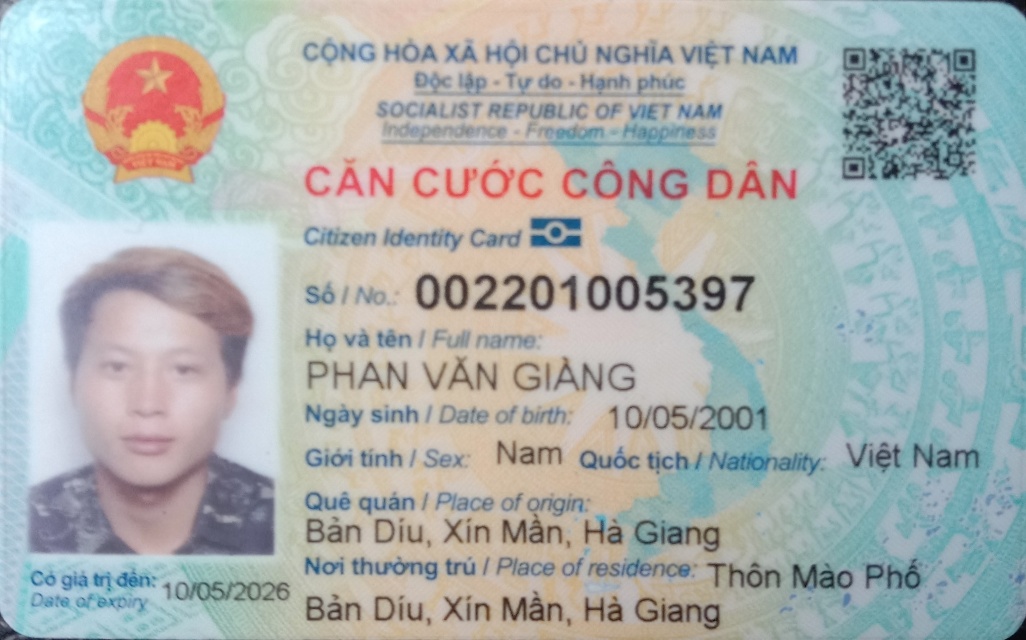 CỘNG HÒA XÃ HỘI CHỦ NGHĨA VIỆT NAM
Độc lập - Tự do - Hạnh phúc
SOCIALIST REPUBLIC OF VIET NAM
Independence - Freedom - Happiness
CĂN CƯỚC CÔNG DÂN
Citizen Identity Card
Số / No.: 002201005397
Họ và tên / Full name:
PHAN VĂN GIÀNG
Ngày sinh / Date of birth: 10/05/2001
Giới tính / Sex: Nam Quốc tịch / Nationality: Việt Nam
Quê quán / Place of origin:
Bản Díu, Xín Mần, Hà Giang
Nơi thường trú / Place of residence: Thôn Mào Phố
Bản Díu, Xín Mần, Hà Giang
Có giá trị đến: 10/05/2026
Date of expiry